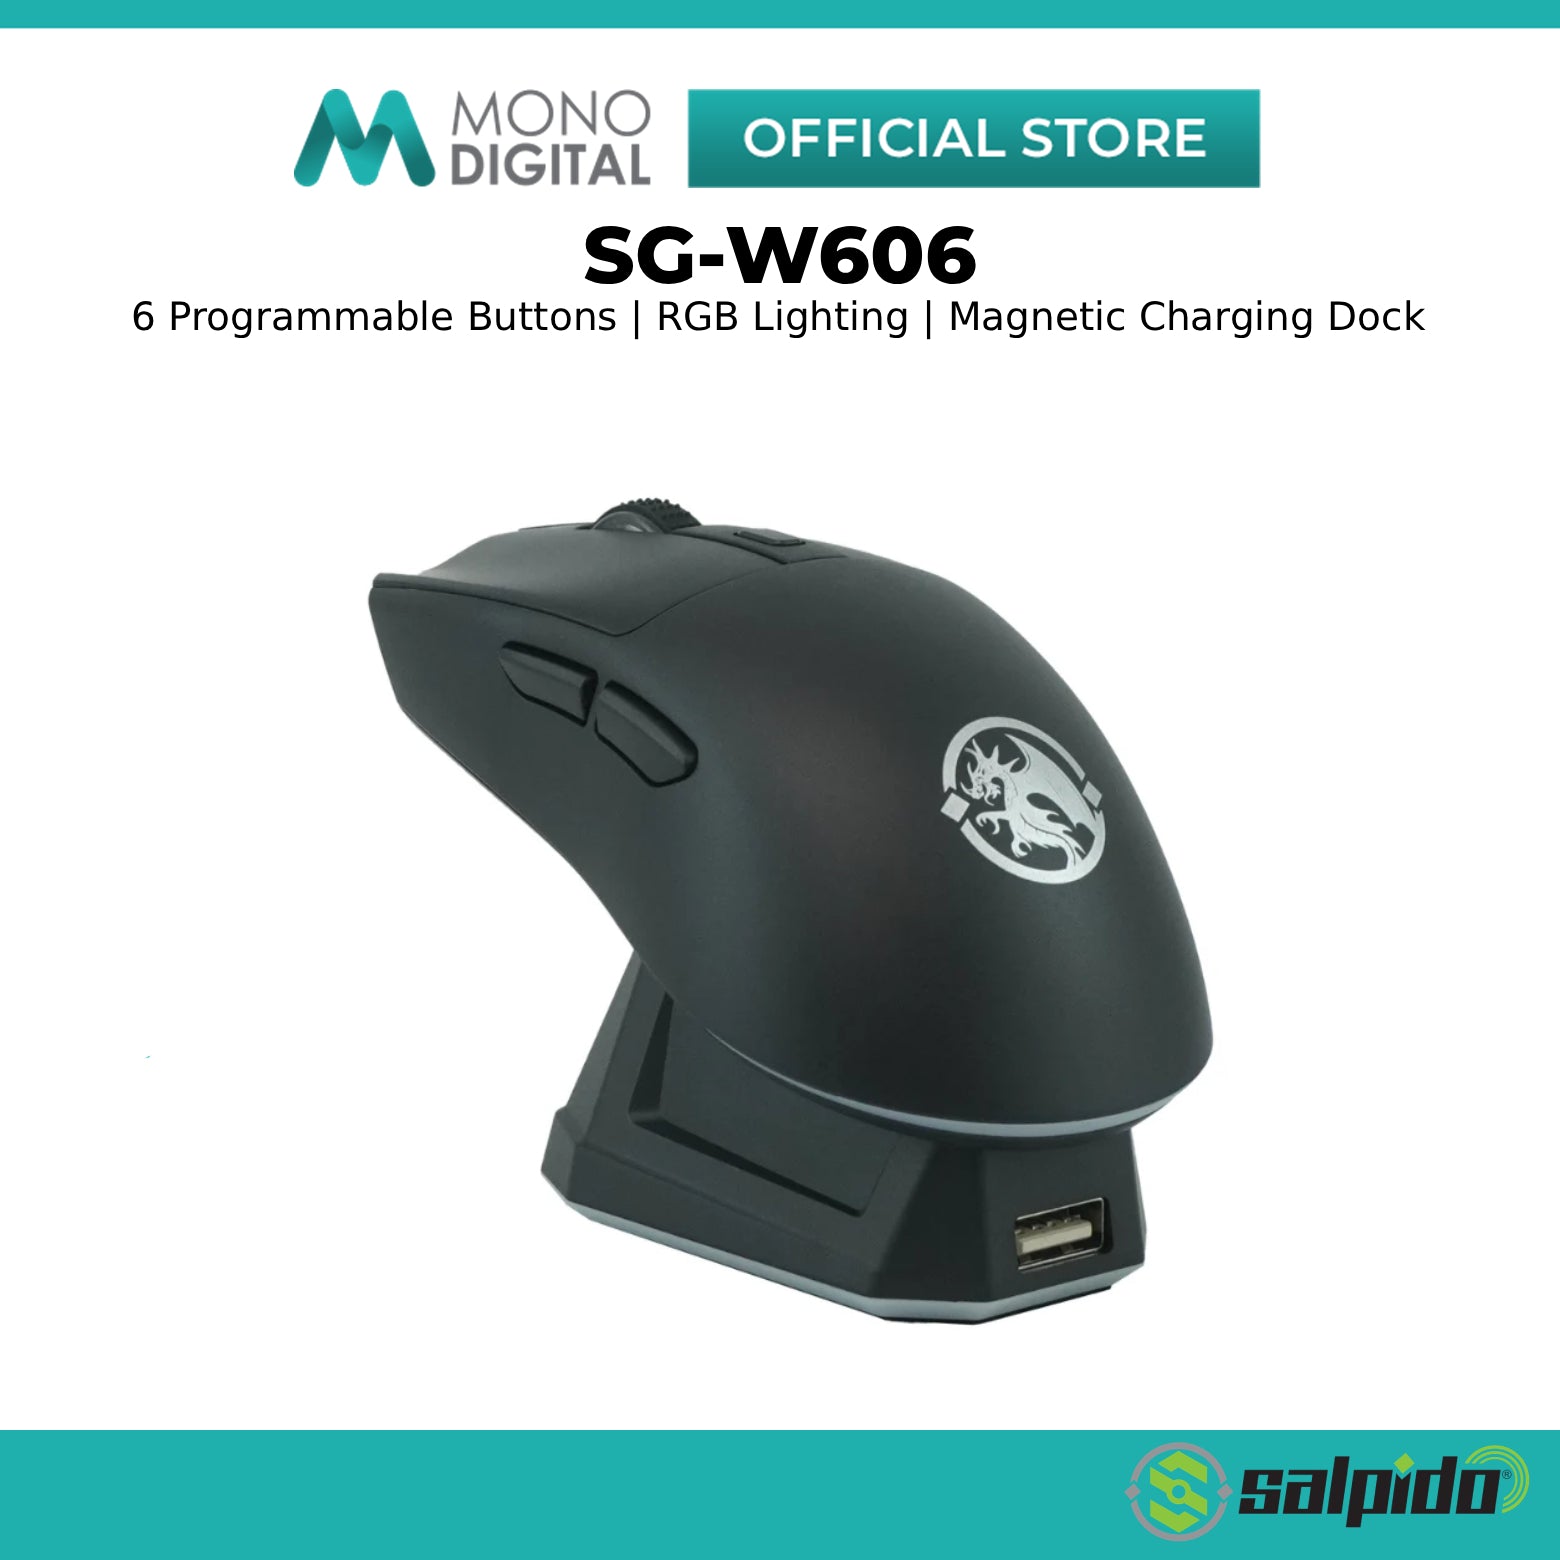 MONO
DIGITAL
OFFICIAL STORE
SG-W606
6 Programmable Buttons | RGB Lighting | Magnetic Charging Dock
salpido®